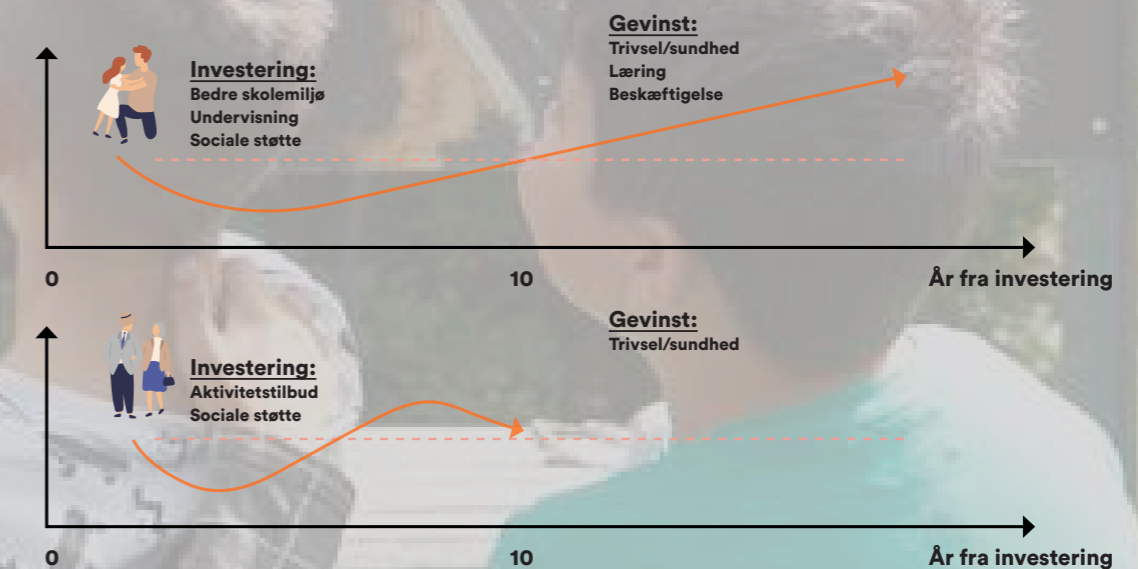 Gevinst:
Trivsel/sundhed
Læring
Beskæftigelse
Investering:
Bedre skolemiljø
Undervisning
Sociale støtte
0
10
År fra investering
Gevinst:
Trivsel/sundhed
Investering:
Aktivitetstilbud
Sociale støtte
0
10
År fra investering